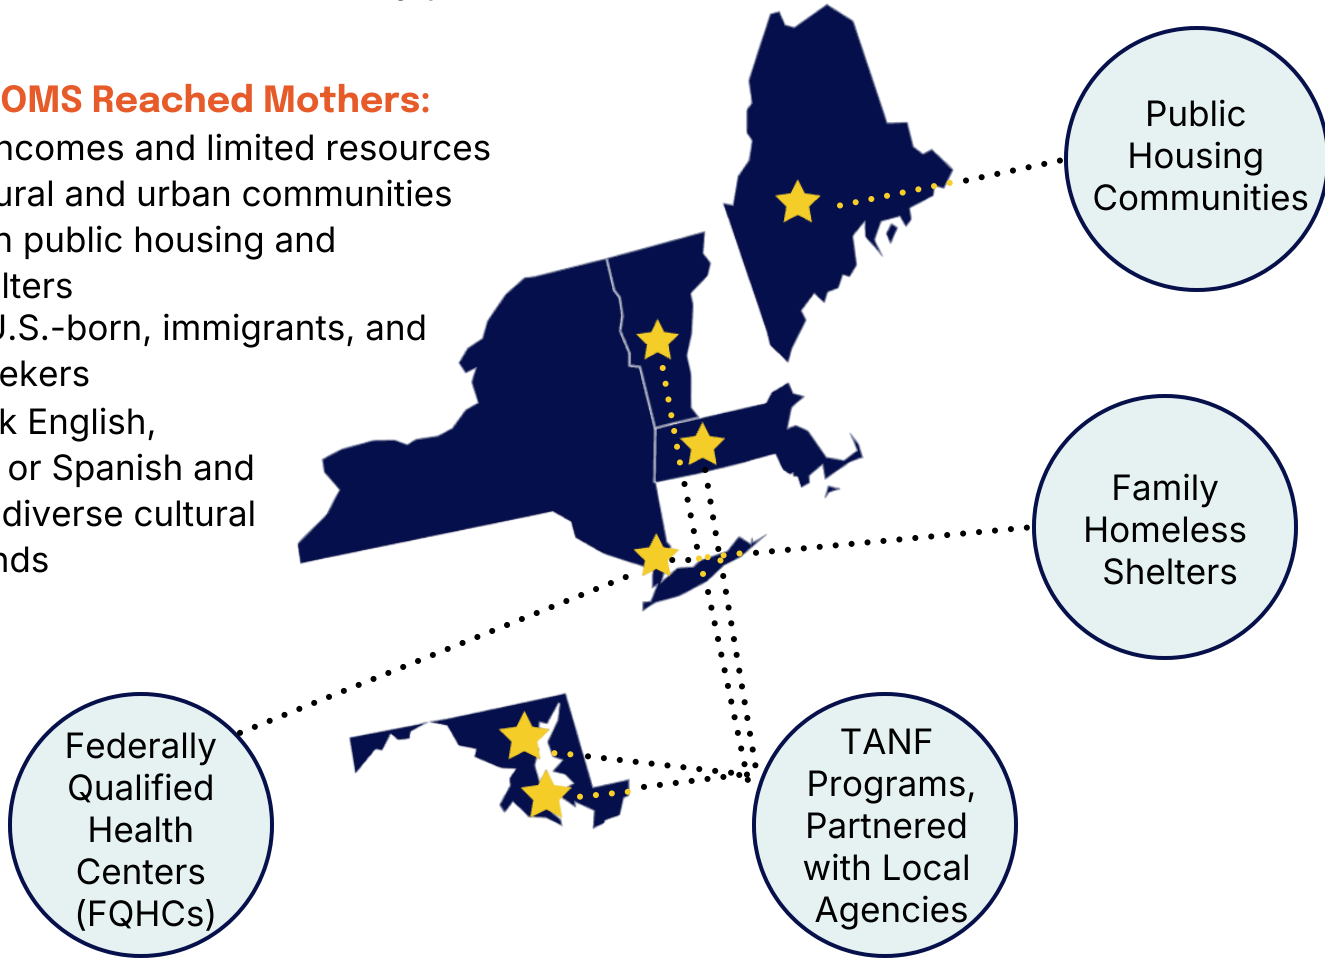 OMS Reached Mothers:
ncomes and limited resources
ural and urban communities
n public housing and
lters
U.S.-born, immigrants, and
ekers
k English,
or Spanish and
diverse cultural
nds
Public
Housing
Communities
Family
Homeless
Shelters
Federally
Qualified
Health
Centers
(FQHCs)
TANF
Programs,
Partnered
with Local
Agencies